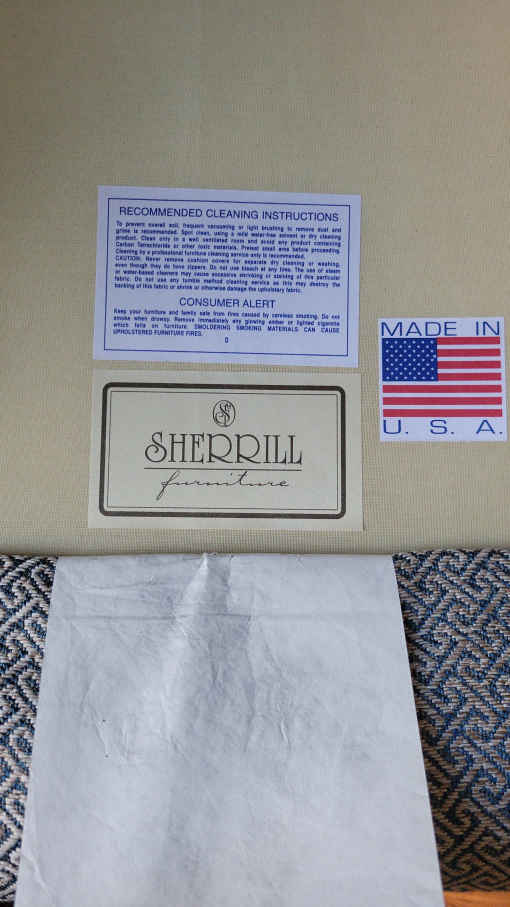 RECOMMENDED CLEANING INSTRUCTIONS
To prevent overall soil, frequent vacuuming or light brushing to remove dust and
grime is recommended. Spot clean, using a mild water-free solvent or dry cleaning
product. Clean only in a well ventilated room and avoid any product containing
Carbon Tetrachloride or other toxic materials. Pretest small area before proceeding.
Cleaning by a professional furniture cleaning service only is recommended.
CAUTION: Never remove cushion covers for separate dry cleaning or washing,
even though they do have zippers. Do not use bleach at any time. The use of steam
or water-based cleaners may cause excessive shrinking or staining of this particular
fabric. Do not use any tumble method cleaning service as this may destroy the
backing of this fabric or shrink or otherwise damage the upholstery fabric.
CONSUMER ALERT
Keep your furniture and family safe from fires caused by careless smoking. Do not
smoke when drowsy. Remove immediately any glowing ember or lighted cigarette
which falls on furniture. SMOLDERING SMOKING MATERIALS CAN CAUSE
UPHOLSTERED FURNITURE FIRES.
MADE IN
U. S. A.
SHERRILL
furniture